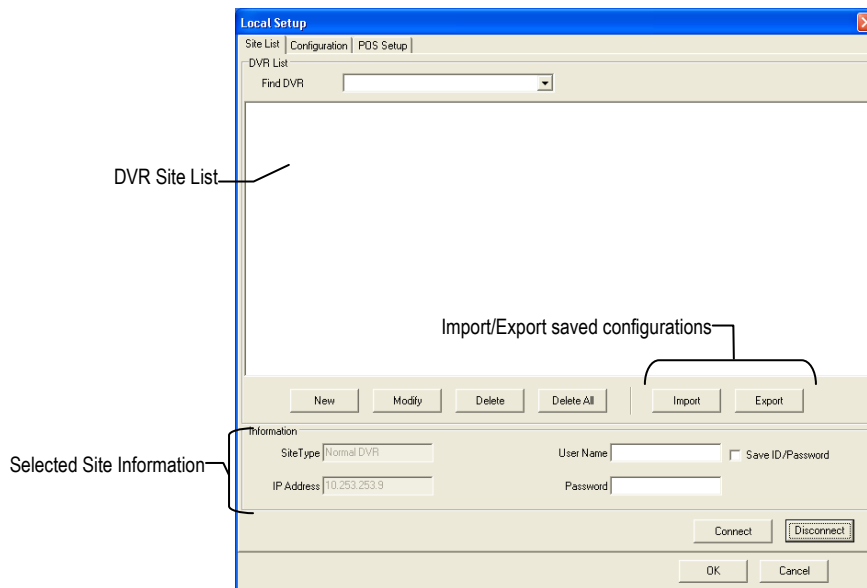 Local Setup
Site List Configuration POS Setup
DVR List
Find DVR
DVR Site List
Import/Export saved configurations
New Modify Delete Delete All Import Export
Information
Selected Site Information
SiteType Normal DVR User Name Save ID/Password
IP Address 10.253.253.9 Password
Connect Disconnect
OK Cancel